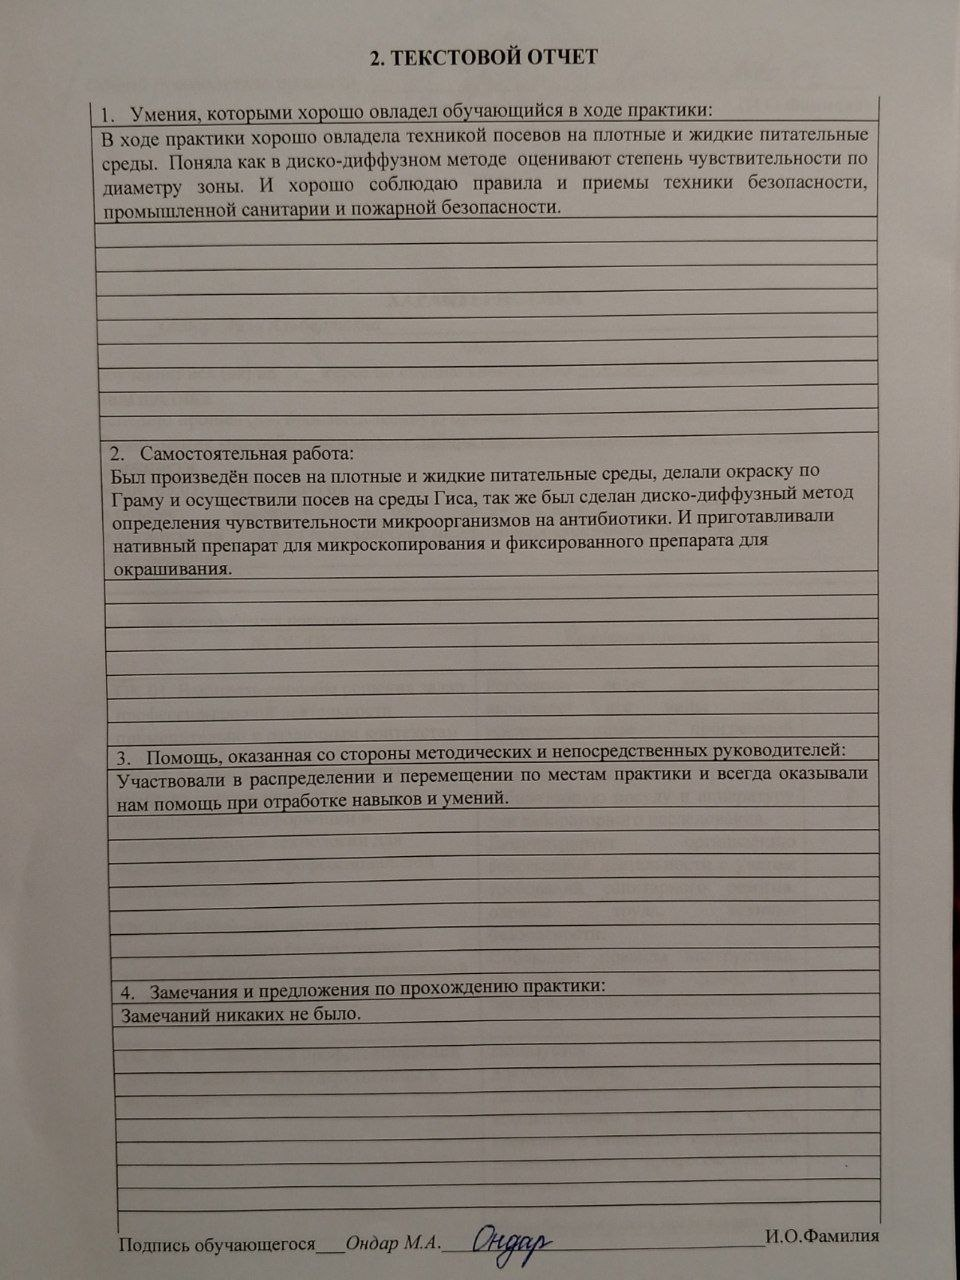 2. ТЕКСТОВОЙ ОТЧЕТ
1. Умения, которыми хорошо овладел обучающийся в ходе практики:
В ходе практики хорошо овладела техникой посевов на плотные и жидкие питательные
среды. Поняла как в диско-диффузном методе оценивают степень чувствительности по
диаметру зоны. И хорошо соблюдаю правила и приемы техники безопасности,
промышленной санитарии и пожарной безопасности.
2. Самостоятельная работа:
Был произведён посев на плотные и жидкие питательные среды, делали окраску по
Граму и осуществили посев на среды Гиса, так же был сделан диско-диффузный метод
определения чувствительности микроорганизмов на антибиотики. И приготавливали
нативный препарат для микроскопирования и фиксированного препарата для
окрашивания.
3. Помощь, оказанная со стороны методических и непосредственных руководителей:
Участвовали в распределении и перемещении по местам практики и всегда оказывали
нам помощь при отработке навыков и умений.
4. Замечания и предложения по прохождению практики:
Замечаний никаких не было.
Подпись обучающегося___Ондар М.А.___Ондар___И.О.Фамилия